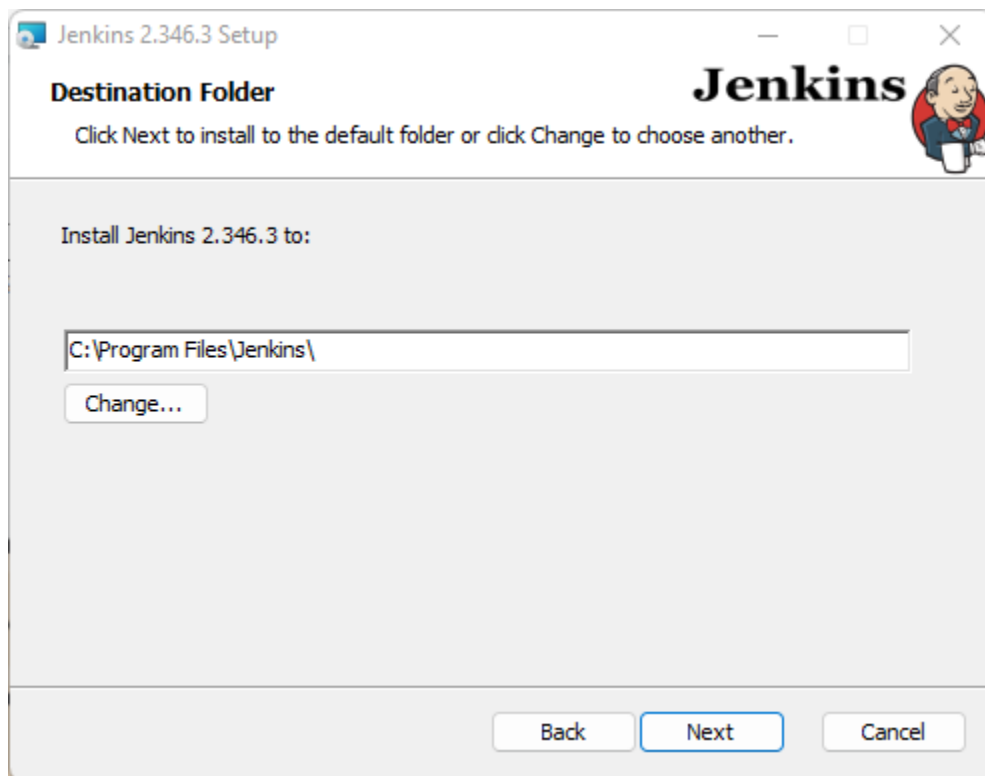 Jenkins 2.346.3 Setup
Destination Folder
Jenkins
Click Next to install to the default folder or click Change to choose another.
Install Jenkins 2.346.3 to:
C:\Program Files\Jenkins\
Change...
Back
Next
Cancel